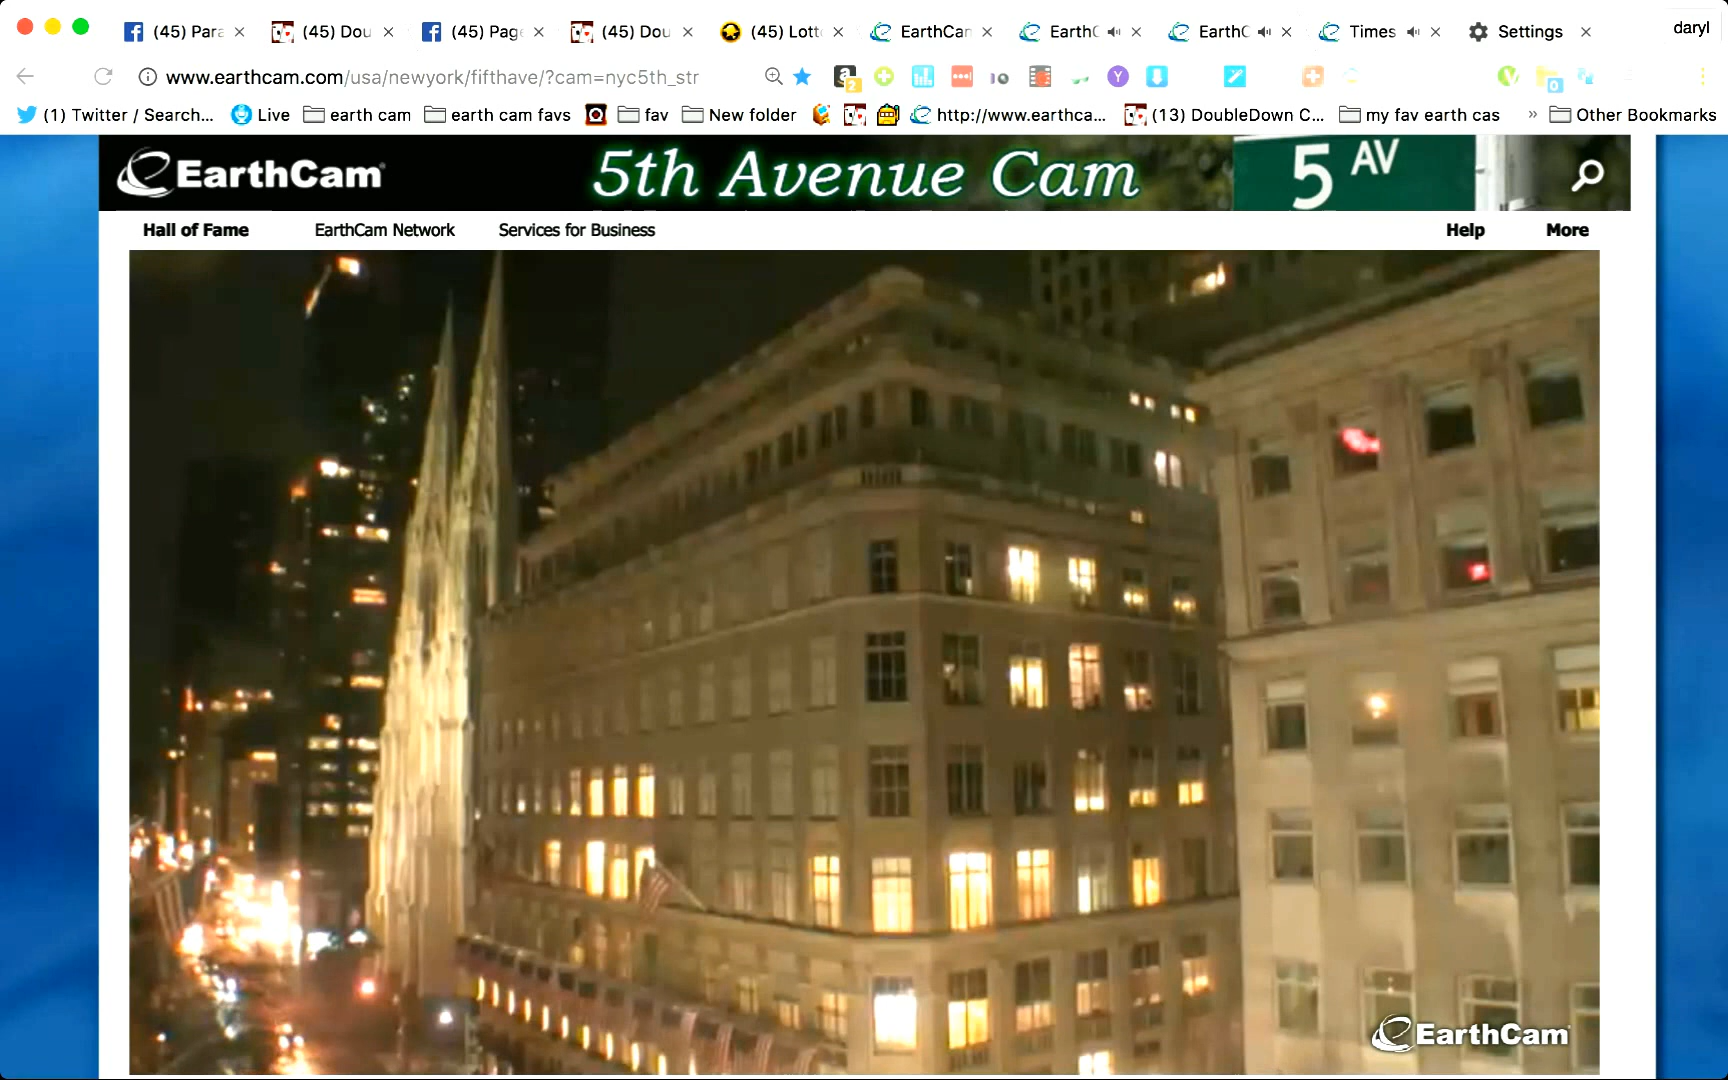 (45) Para
(45) Dou
(45) Page
(45) Dou
(45) Lott
EarthCam
EarthC
EarthC
Times
Settings
daryl
www.earthcam.com/usa/newyork/fifthave/?cam=nyc5th_str
(1) Twitter / Search...
Live
earth cam
earth cam favs
fav
New folder
http://www.earthca...
(13) DoubleDown C...
my fav earth cas
»
Other Bookmarks
EarthCam
5th Avenue Cam
5 AV
Hall of Fame
EarthCam Network
Services for Business
Help
More
EarthCam